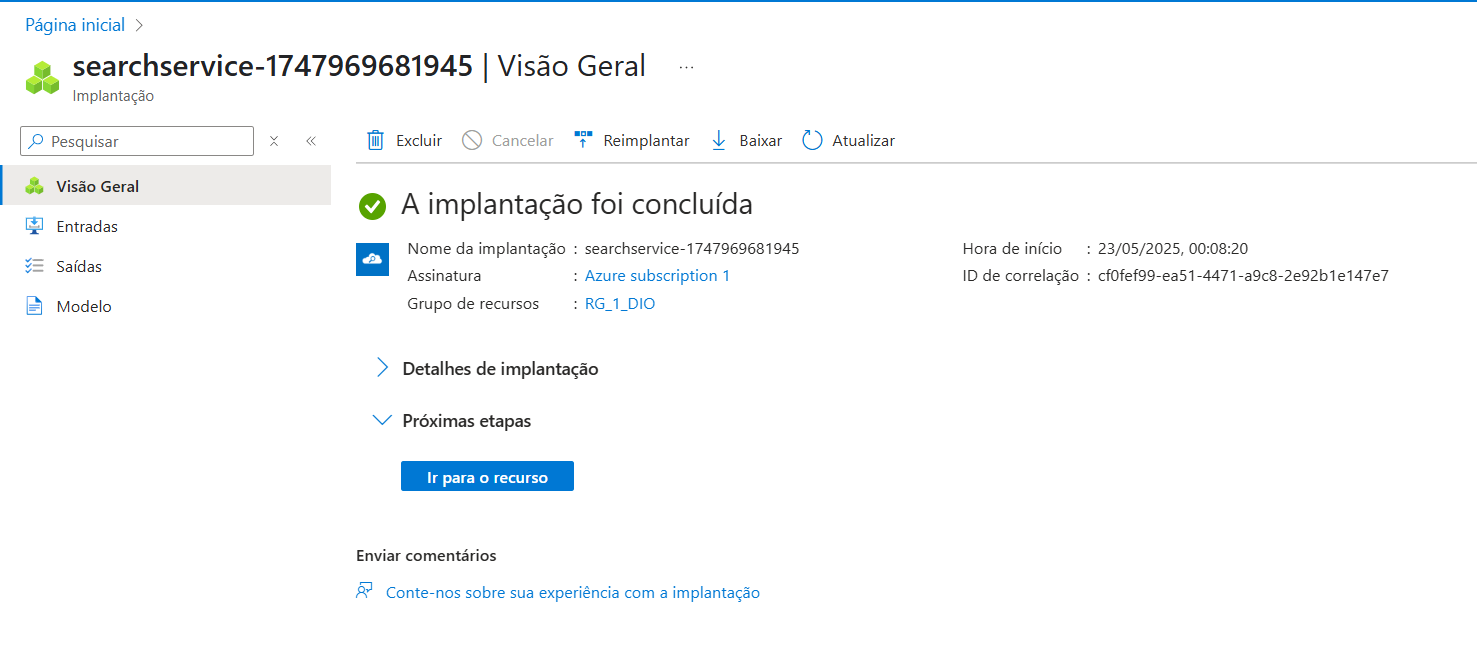 Página inicial
searchservice-1747969681945 | Visão Geral ...
Implantação
Pesquisar
Excluir Cancelar Reimplantar Baixar Atualizar
Visão Geral
Entradas
Saídas
Modelo
A implantação foi concluída
Nome da implantação : searchservice-1747969681945
Assinatura : Azure subscription 1
Grupo de recursos : RG_1_DIO
Hora de início : 23/05/2025, 00:08:20
ID de correlação : cf0fef99-ea51-4471-a9c8-2e92b1e147e7
Detalhes de implantação
Próximas etapas
Ir para o recurso
Enviar comentários
Conte-nos sobre sua experiência com a implantação